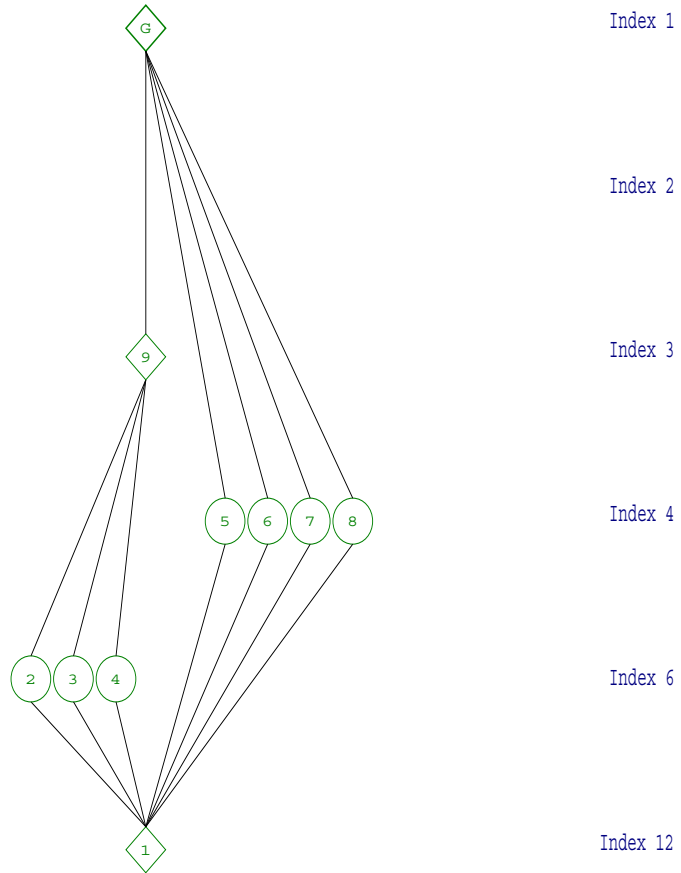 G Index 1
Index 2
9 Index 3
5 6 7 8 Index 4
2 3 4 Index 6
1 Index 12